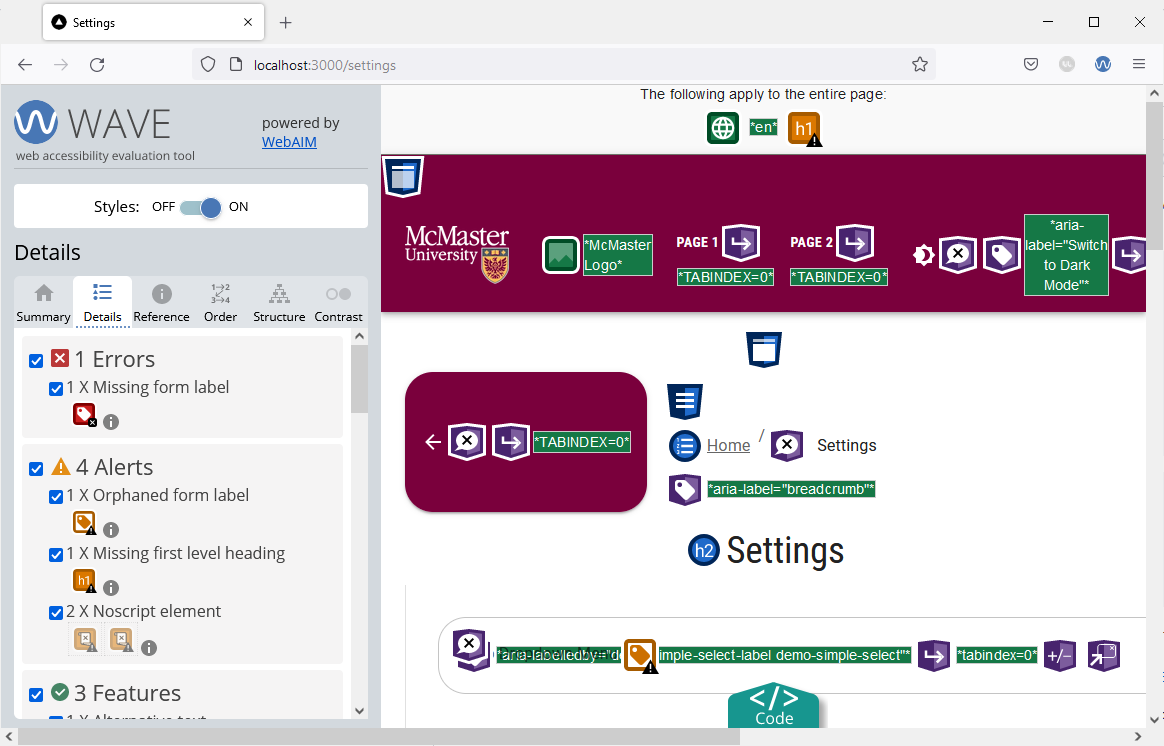 Settings
localhost:3000/settings
WAVE
web accessibility evaluation tool
powered by
WebAIM
Styles: OFF ON
Details
Summary Details Reference Order Structure Contrast
1 Errors
1 X Missing form label
4 Alerts
1 X Orphaned form label
1 X Missing first level heading
h1
2 X Noscript element
3 Features
1 X Alternative text
The following apply to the entire page:
*en* h1
McMaster
University
*McMaster
Logo*
PAGE 1
*TABINDEX=0*
PAGE 2
*TABINDEX=0*
*aria-
label="Switch
to Dark
Mode"*
*TABINDEX=0*
Home / Settings
*aria-label="breadcrumb"*
h2 Settings
imple-select-label demo-simple-select"* *tabindex=0* +/-
</> 
Code